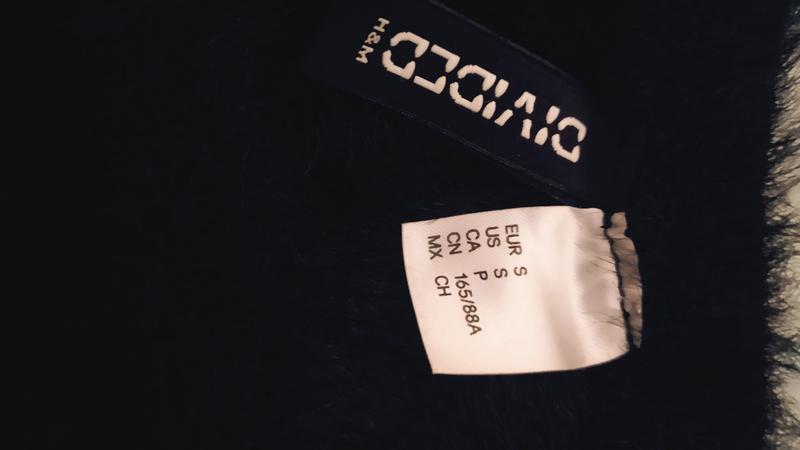 DIVIDED
H&M
EUR S
US S
CA P
CN 165/88A
MX CH